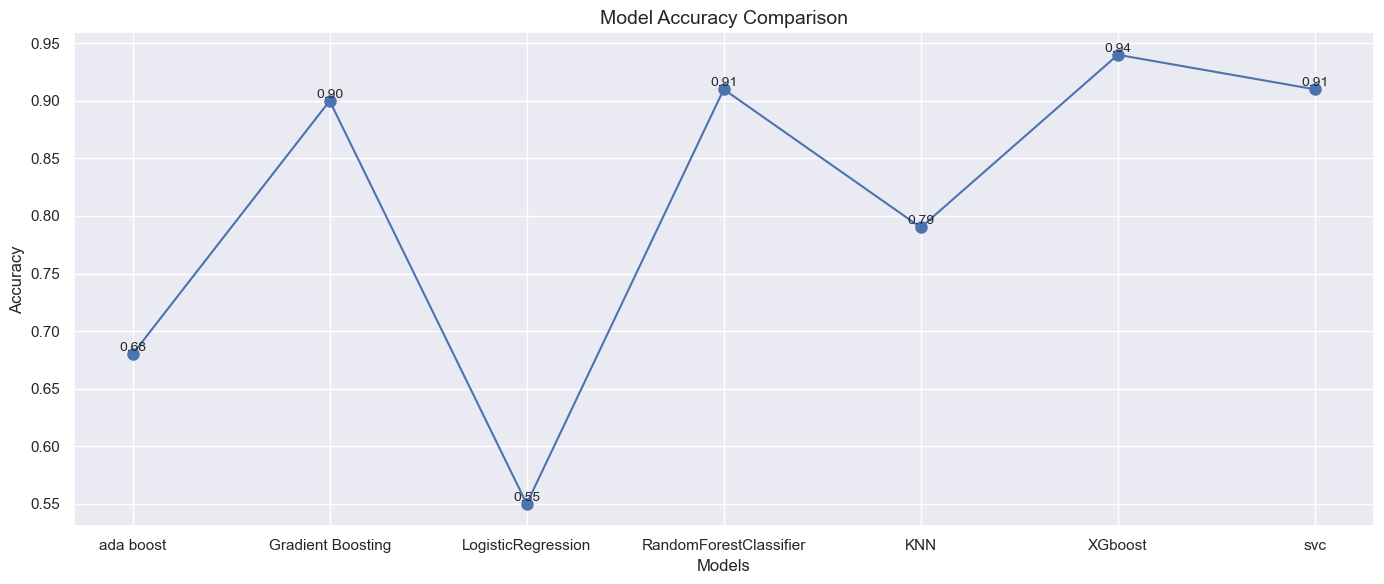 Model Accuracy Comparison
0.95
0.90
0.85
0.80
0.75
0.70
0.65
0.60
0.55
Accuracy
0.68
0.90
0.55
0.91
0.79
0.94
0.91
ada boost
Gradient Boosting
LogisticRegression
RandomForestClassifier
KNN
XGboost
svc
Models